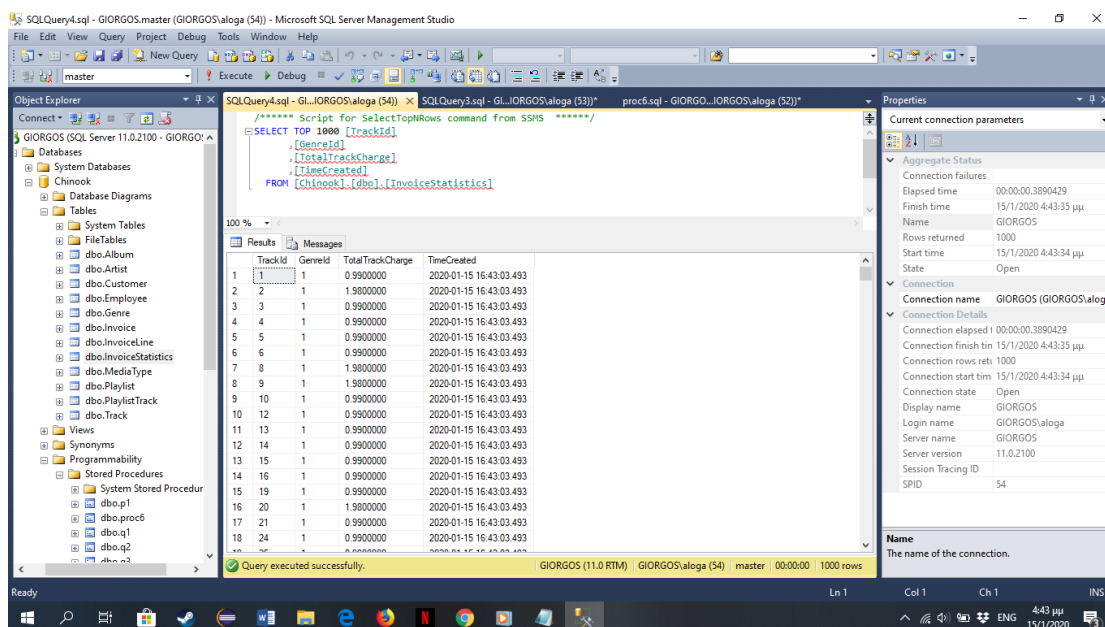 SQLQuery4.sql - GIORGOS.master (GIORGOS\aloga (54)) - Microsoft SQL Server Management Studio
File Edit View Query Project Debug Tools Window Help
New Query
master Execute Debug
Object Explorer
Connect
GIORGOS (SQL Server 11.0.2100 - GIORGO
Databases
System Databases
Chinook
Database Diagrams
Tables
System Tables
FileTables
dbo.Album
dbo.Artist
dbo.Customer
dbo.Employee
dbo.Genre
dbo.Invoice
dbo.InvoiceLine
dbo.InvoiceStatistics
dbo.MediaType
dbo.Playlist
dbo.PlaylistTrack
dbo.Track
Views
Synonyms
Programmability
Stored Procedures
System Stored Procedur
dbo.p1
dbo.proc6
dbo.q1
dbo.q2
dbo.q3
SQLQuery4.sql - GI...IORGOS\aloga (54)) SQLQuery3.sql - GI...IORGOS\aloga (53))* proc6.sql - GIORGO...IORGOS\aloga (52))*
/****** Script for SelectTopNRows command from SSMS ******/
SELECT TOP 1000 [TrackId]
,[GenreId]
,[TotalTrackCharge]
,[TimeCreated]
FROM [Chinook].[dbo].[InvoiceStatistics]
100 %
Results Messages
TrackId GenreId TotalTrackCharge TimeCreated
1 1 1 0.9900000 2020-01-15 16:43:03.493
2 2 1 1.9800000 2020-01-15 16:43:03.493
3 3 1 0.9900000 2020-01-15 16:43:03.493
4 4 1 0.9900000 2020-01-15 16:43:03.493
5 5 1 0.9900000 2020-01-15 16:43:03.493
6 6 1 0.9900000 2020-01-15 16:43:03.493
7 8 1 1.9800000 2020-01-15 16:43:03.493
8 9 1 1.9800000 2020-01-15 16:43:03.493
9 10 1 0.9900000 2020-01-15 16:43:03.493
10 12 1 0.9900000 2020-01-15 16:43:03.493
11 13 1 0.9900000 2020-01-15 16:43:03.493
12 14 1 0.9900000 2020-01-15 16:43:03.493
13 15 1 0.9900000 2020-01-15 16:43:03.493
14 16 1 0.9900000 2020-01-15 16:43:03.493
15 19 1 0.9900000 2020-01-15 16:43:03.493
16 20 1 1.9800000 2020-01-15 16:43:03.493
17 21 1 0.9900000 2020-01-15 16:43:03.493
18 24 1 0.9900000 2020-01-15 16:43:03.493
Query executed successfully. GIORGOS (11.0 RTM) GIORGOS\aloga (54) master 00:00:00 1000 rows
Properties
Current connection parameters
Aggregate Status
Connection failures
Elapsed time 00:00:00.3890429
Finish time 15/1/2020 4:43:35 μμ
Name GIORGOS
Rows returned 1000
Start time 15/1/2020 4:43:34 μμ
State Open
Connection
Connection name GIORGOS (GIORGOS\alog
Connection Details
Connection elapsed t 00:00:00.3890429
Connection finish tin 15/1/2020 4:43:35 μμ
Connection rows retu 1000
Connection start tim 15/1/2020 4:43:34 μμ
Connection state Open
Display name GIORGOS
Login name GIORGOS\aloga
Server name GIORGOS
Server version 11.0.2100
Session Tracing ID
SPID 54
Name
The name of the connection.
Ready Ln 1 Col 1 Ch 1 INS
ENG 4:43 μμ
15/1/2020